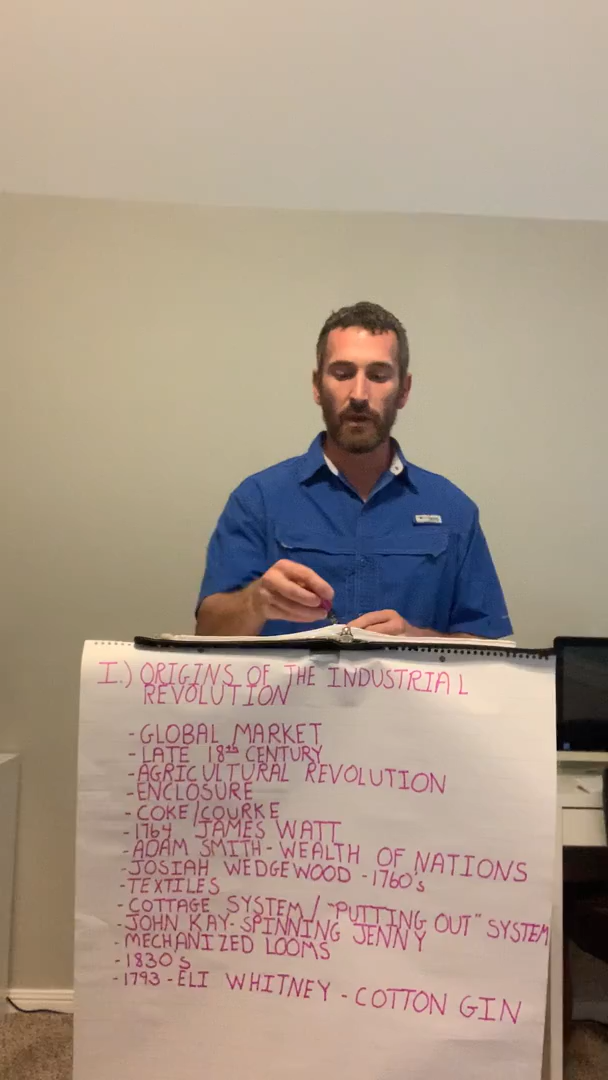 I.) ORIGINS OF THE INDUSTRIAL
REVOLUTION
- GLOBAL MARKET
- LATE 18th CENTURY
- AGRICULTURAL REVOLUTION
- ENCLOSURE
- COKE/COURKE
- 1764 JAMES WATT
- ADAM SMITH - WEALTH OF NATIONS
- JOSIAH WEDGEWOOD - 1760's
- TEXTILES
- COTTAGE SYSTEM / "PUTTING OUT" SYSTEM
- JOHN KAY - SPINNING JENNY
- MECHANIZED LOOMS
- 1830's
- 1793 - ELI WHITNEY - COTTON GIN